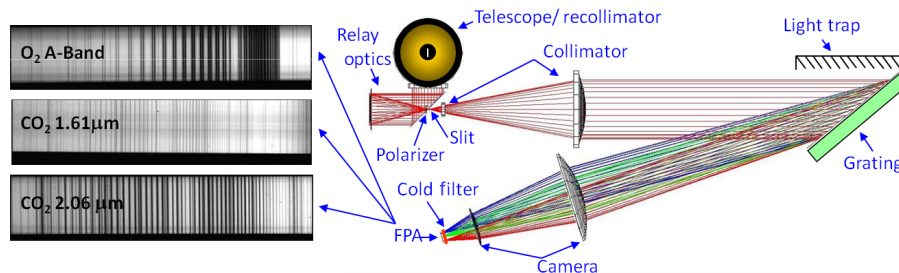 O2 A-Band
CO2 1.61μm
CO2 2.06 μm
Telescope/ recollimator
Relay
optics
I
Collimator
Light trap
Polarizer
Slit
Cold filter
FPA
Camera
Grating